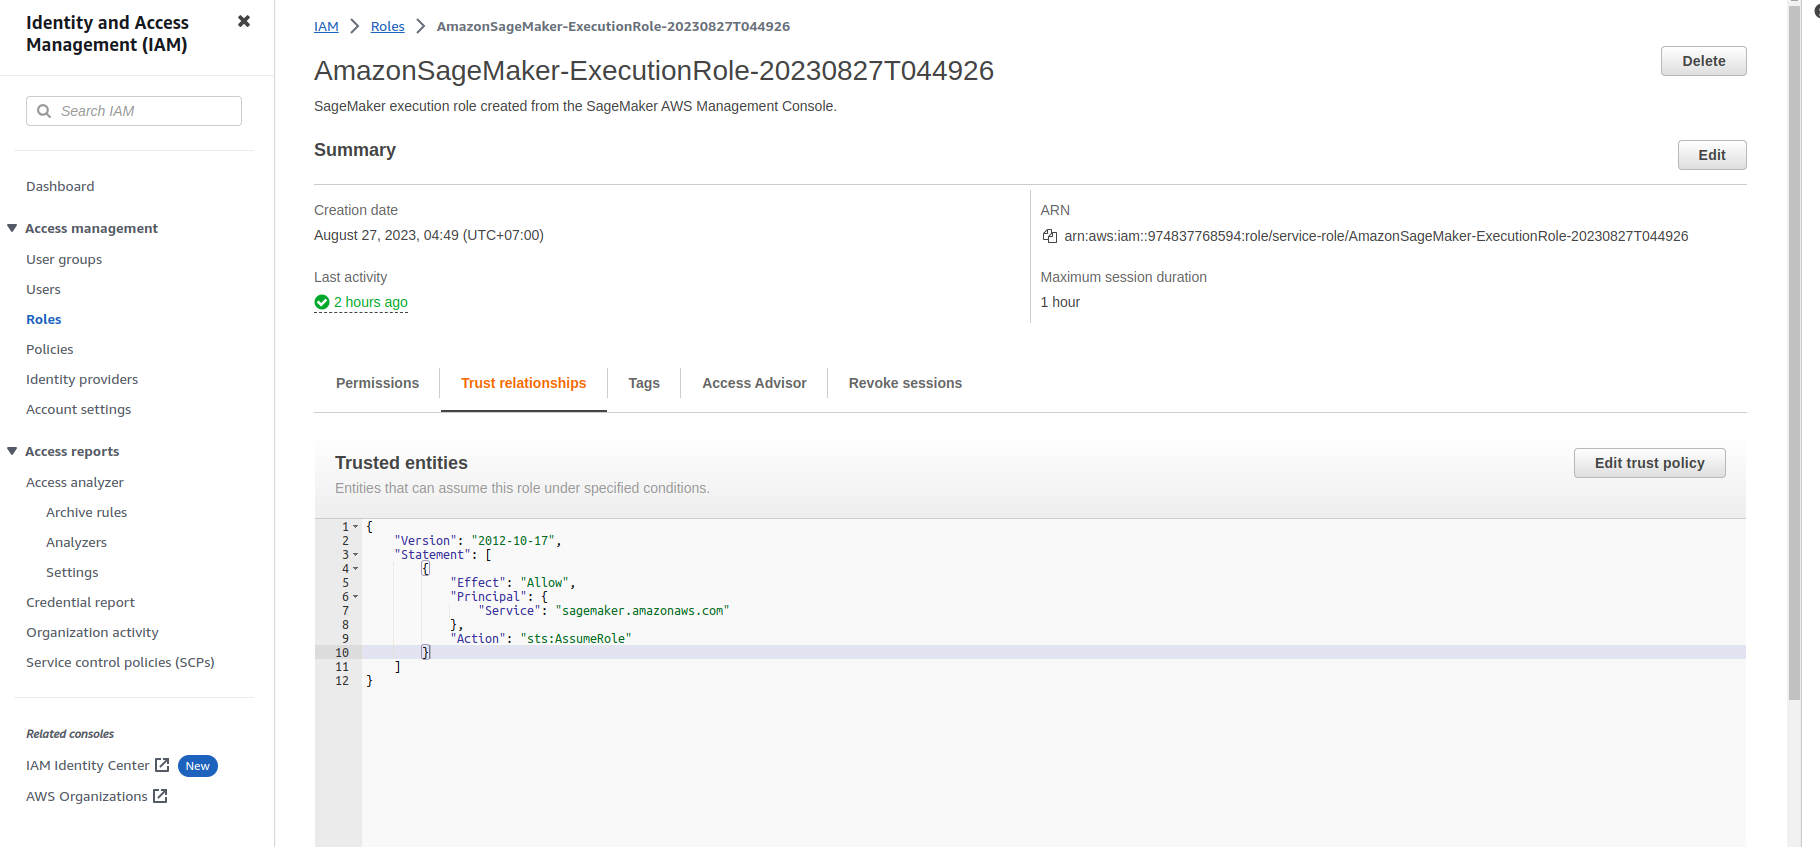 Identity and Access
Management (IAM)
Search IAM
Dashboard
Access management
User groups
Users
Roles
Policies
Identity providers
Account settings
Access reports
Access analyzer
Archive rules
Analyzers
Settings
Credential report
Organization activity
Service control policies (SCPs)
Related consoles
IAM Identity Center New
AWS Organizations
IAM > Roles > AmazonSageMaker-ExecutionRole-20230827T044926
AmazonSageMaker-ExecutionRole-20230827T044926
Delete
SageMaker execution role created from the SageMaker AWS Management Console.
Summary
Edit
Creation date
August 27, 2023, 04:49 (UTC+07:00)
ARN
arn:aws:iam::974837768594:role/service-role/AmazonSageMaker-ExecutionRole-20230827T044926
Last activity
2 hours ago
Maximum session duration
1 hour
Permissions Trust relationships Tags Access Advisor Revoke sessions
Trusted entities
Edit trust policy
Entities that can assume this role under specified conditions.
1 {
2 "Version": "2012-10-17",
3 "Statement": [
4 {
5 "Effect": "Allow",
6 "Principal": {
7 "Service": "sagemaker.amazonaws.com"
8 },
9 "Action": "sts:AssumeRole"
10 }
11 ]
12 }